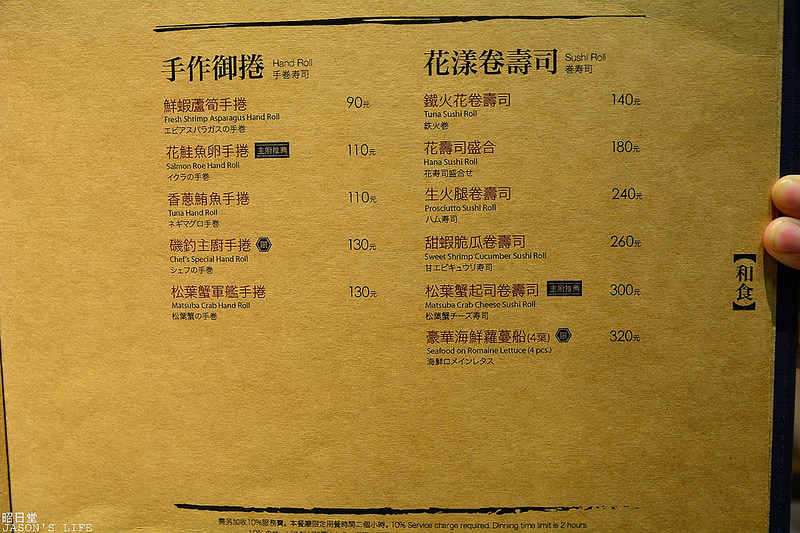 手作御捲 Hand Roll
手巻寿司
鮮蝦蘆筍手捲 90元
Fresh Shrimp Asparagus Hand Roll
エビアスパラガスの手巻
花鮭魚卵手捲 主廚推薦 110元
Salmon Roe Hand Roll
イクラの手巻
香蔥鮪魚手捲 110元
Tuna Hand Roll
ネギマグロ手巻
磯釣主廚手捲 130元
Chef's Special Hand Roll
シェフの手巻
松葉蟹軍艦手捲 130元
Matsuba Crab Hand Roll
松葉蟹の手巻
花漾卷壽司 Sushi Roll
巻寿司
鐵火花卷壽司 140元
Tuna Sushi Roll
鉄火巻
花壽司盛合 180元
Hana Sushi Roll
花寿司盛合せ
生火腿卷壽司 240元
Prosciutto Sushi Roll
ハム寿司
甜蝦脆瓜卷壽司 260元
Sweet Shrimp Cucumber Sushi Roll
甘エビキュウリ寿司
松葉蟹起司卷壽司 主廚推薦 300元
Matsuba Crab Cheese Sushi Roll
松葉蟹チーズ寿司
豪華海鮮蘿蔓船(4葉) 320元
Seafood on Romaine Lettuce (4 pcs.)
海鮮ロメインレタス
【和食】
需另加收10%服務費。本餐廳限定用餐時間二個小時。10% Service charge required. Dinning time limit is 2 hours.
昭日堂
JASON'S LIFE